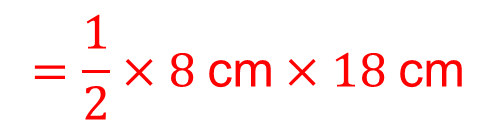 = 1/2 × 8 cm × 18 cm